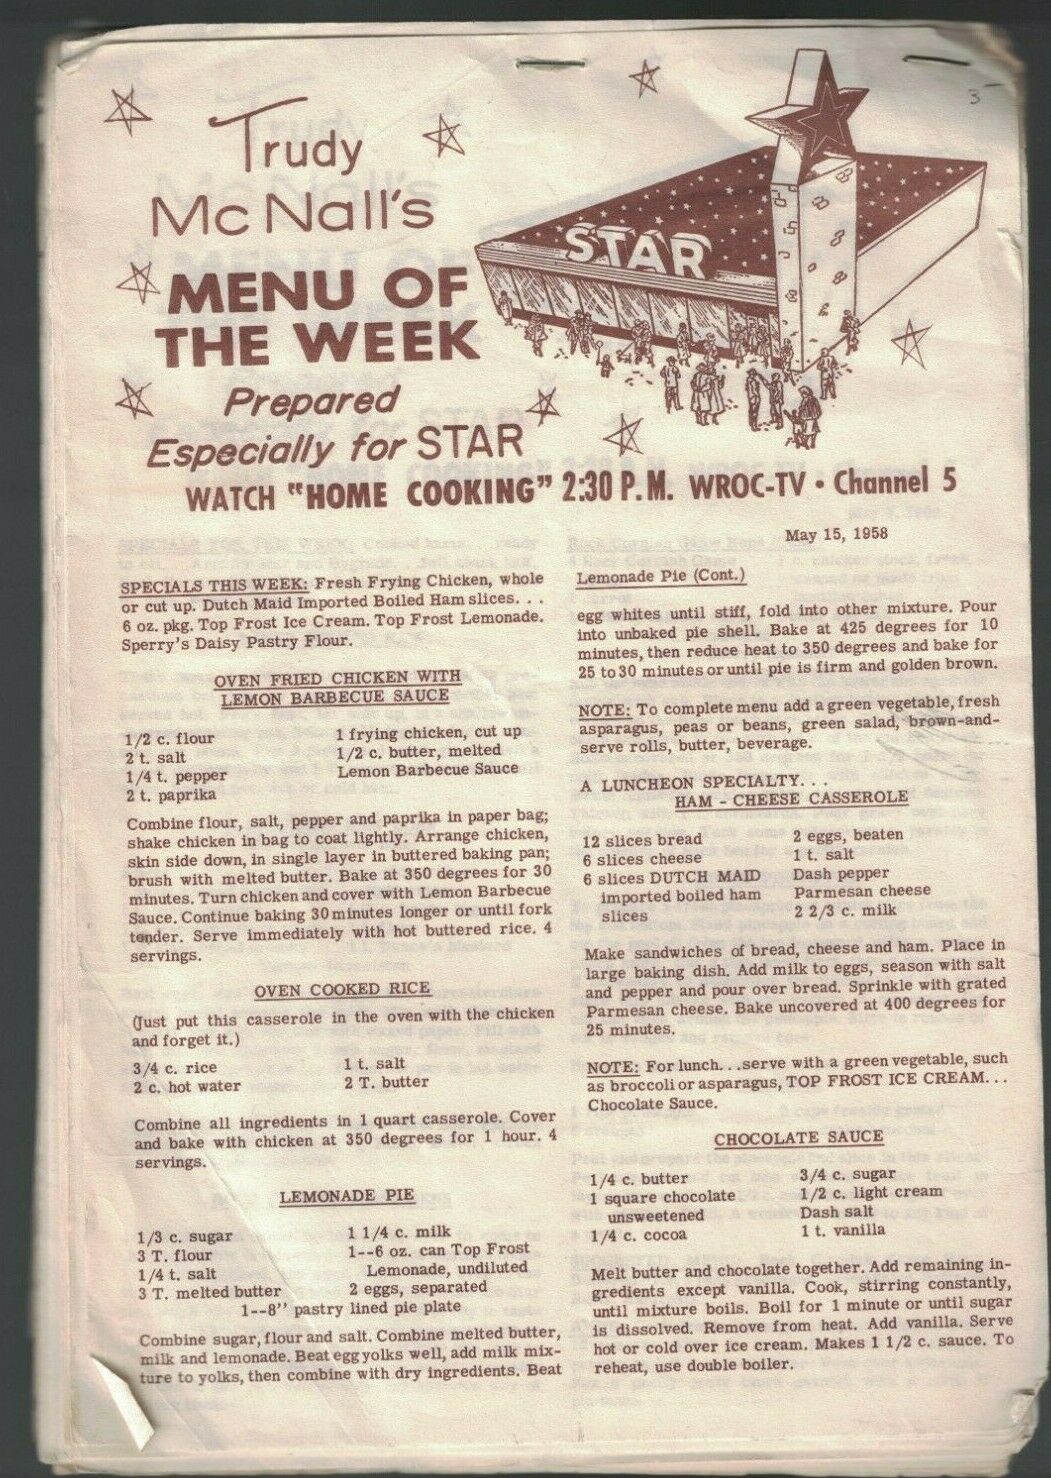 3-
Trudy
McNall's
MENU OF
THE WEEK
Prepared
Especially for STAR
STAR
WATCH "HOME COOKING" 2:30 P.M. WROC-TV • Channel 5
May 15, 1958
SPECIALS THIS WEEK: Fresh Frying Chicken, whole
or cut up. Dutch Maid Imported Boiled Ham slices. . .
6 oz. pkg. Top Frost Ice Cream. Top Frost Lemonade.
Sperry's Daisy Pastry Flour.
OVEN FRIED CHICKEN WITH
LEMON BARBECUE SAUCE
1/2 c. flour
2 t. salt
1/4 t. pepper
2 t. paprika
1 frying chicken, cut up
1/2 c. butter, melted
Lemon Barbecue Sauce
Combine flour, salt, pepper and paprika in paper bag;
shake chicken in bag to coat lightly. Arrange chicken,
skin side down, in single layer in buttered baking pan;
brush with melted butter. Bake at 350 degrees for 30
minutes. Turn chicken and cover with Lemon Barbecue
Sauce. Continue baking 30 minutes longer or until fork
tender. Serve immediately with hot buttered rice. 4
servings.
OVEN COOKED RICE
(Just put this casserole in the oven with the chicken
and forget it.)
3/4 c. rice
2 c. hot water
1 t. salt
2 T. butter
Combine all ingredients in 1 quart casserole. Cover
and bake with chicken at 350 degrees for 1 hour. 4
servings.
LEMONADE PIE
1/3 c. sugar
3 T. flour
1/4 t. salt
3 T. melted butter
1 1/4 c. milk
1--6 oz. can Top Frost
Lemonade, undiluted
2 eggs, separated
1--8" pastry lined pie plate
Combine sugar, flour and salt. Combine melted butter,
milk and lemonade. Beat egg yolks well, add milk mix-
ture to yolks, then combine with dry ingredients. Beat
Lemonade Pie (Cont.)
egg whites until stiff, fold into other mixture. Pour
into unbaked pie shell. Bake at 425 degrees for 10
minutes, then reduce heat to 350 degrees and bake for
25 to 30 minutes or until pie is firm and golden brown.
NOTE: To complete menu add a green vegetable, fresh
asparagus, peas or beans, green salad, brown-and-
serve rolls, butter, beverage.
A LUNCHEON SPECIALTY. . .
HAM - CHEESE CASSEROLE
12 slices bread
6 slices cheese
6 slices DUTCH MAID
imported boiled ham
slices
2 eggs, beaten
1 t. salt
Dash pepper
Parmesan cheese
2 2/3 c. milk
Make sandwiches of bread, cheese and ham. Place in
large baking dish. Add milk to eggs, season with salt
and pepper and pour over bread. Sprinkle with grated
Parmesan cheese. Bake uncovered at 400 degrees for
25 minutes.
NOTE: For lunch. . .serve with a green vegetable, such
as broccoli or asparagus, TOP FROST ICE CREAM. . .
Chocolate Sauce.
CHOCOLATE SAUCE
1/4 c. butter
1 square chocolate
unsweetened
1/4 c. cocoa
3/4 c. sugar
1/2 c. light cream
Dash salt
1 t. vanilla
Melt butter and chocolate together. Add remaining in-
gredients except vanilla. Cook, stirring constantly,
until mixture boils. Boil for 1 minute or until sugar
is dissolved. Remove from heat. Add vanilla. Serve
hot or cold over ice cream. Makes 1 1/2 c. sauce. To
reheat, use double boiler.